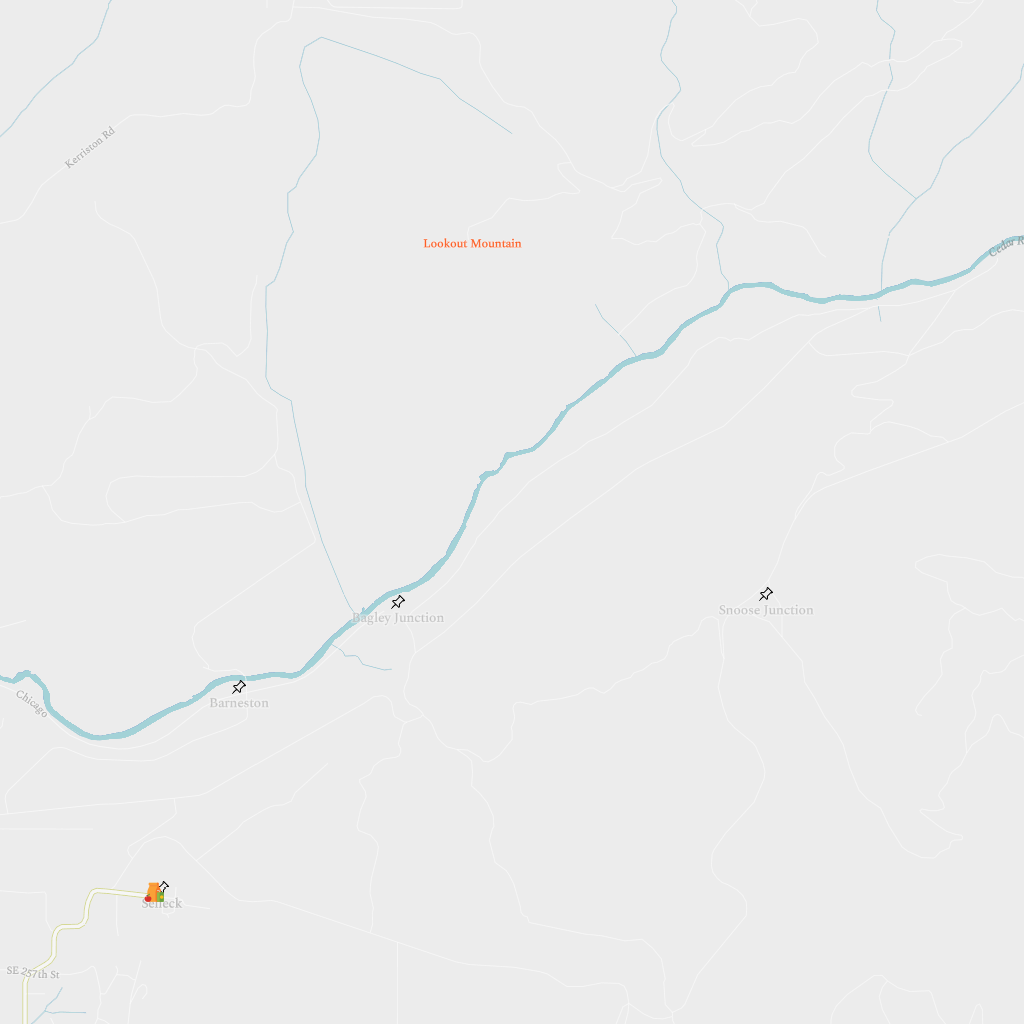 Kerriston Rd
Lookout Mountain
Cedar R
Bagley Junction
Snoose Junction
Barneston
Chicago
Selleck
SE 257th St